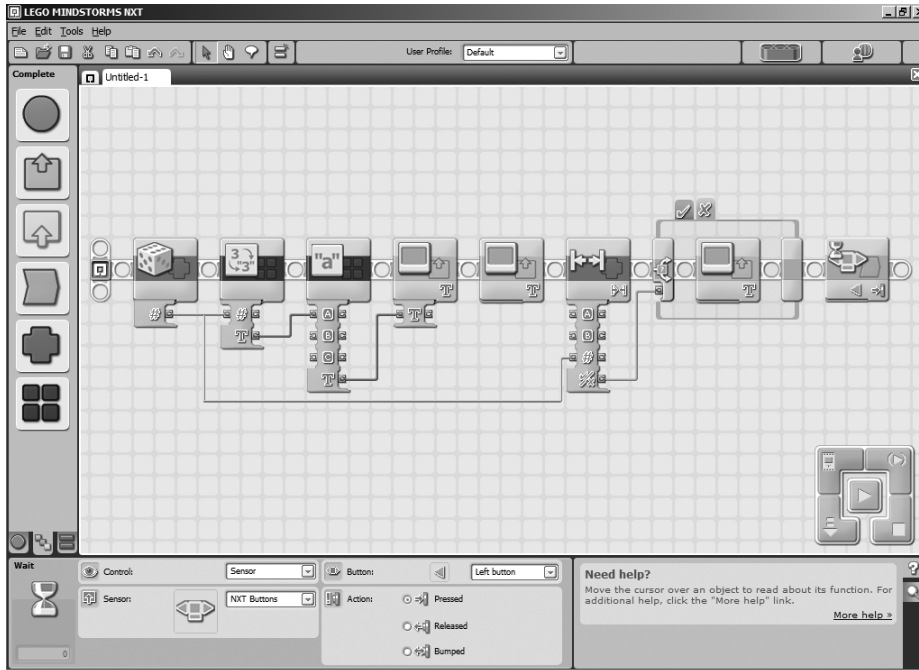 LEGO MINDSTORMS NXT
File Edit Tools Help
User Profile: Default
Complete
Untitled-1
3 "3" "a"
# # T A B C T T T T A B # T
Wait
Control: Sensor
Sensor: NXT Buttons
0
Button: Left button
Action: Pressed
Released
Bumped
Need help?
Move the cursor over an object to read about its function. For
additional help, click the "More help" link.
More help »
?